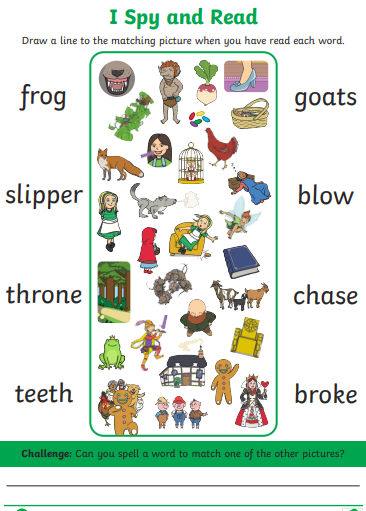 I Spy and Read
Draw a line to the matching picture when you have read each word.
frog
goats
slipper
blow
throne
chase
teeth
broke
Challenge: Can you spell a word to match one of the other pictures?